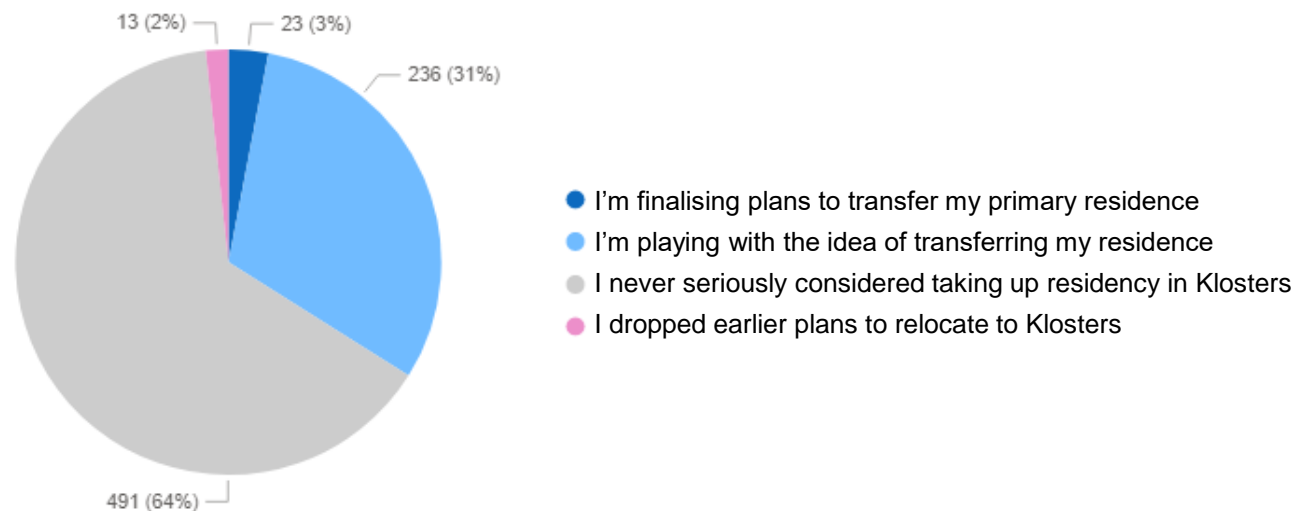 13 (2%)
23 (3%)
236 (31%)
491 (64%)
I’m finalising plans to transfer my primary residence
I’m playing with the idea of transferring my residence
I never seriously considered taking up residency in Klosters
I dropped earlier plans to relocate to Klosters